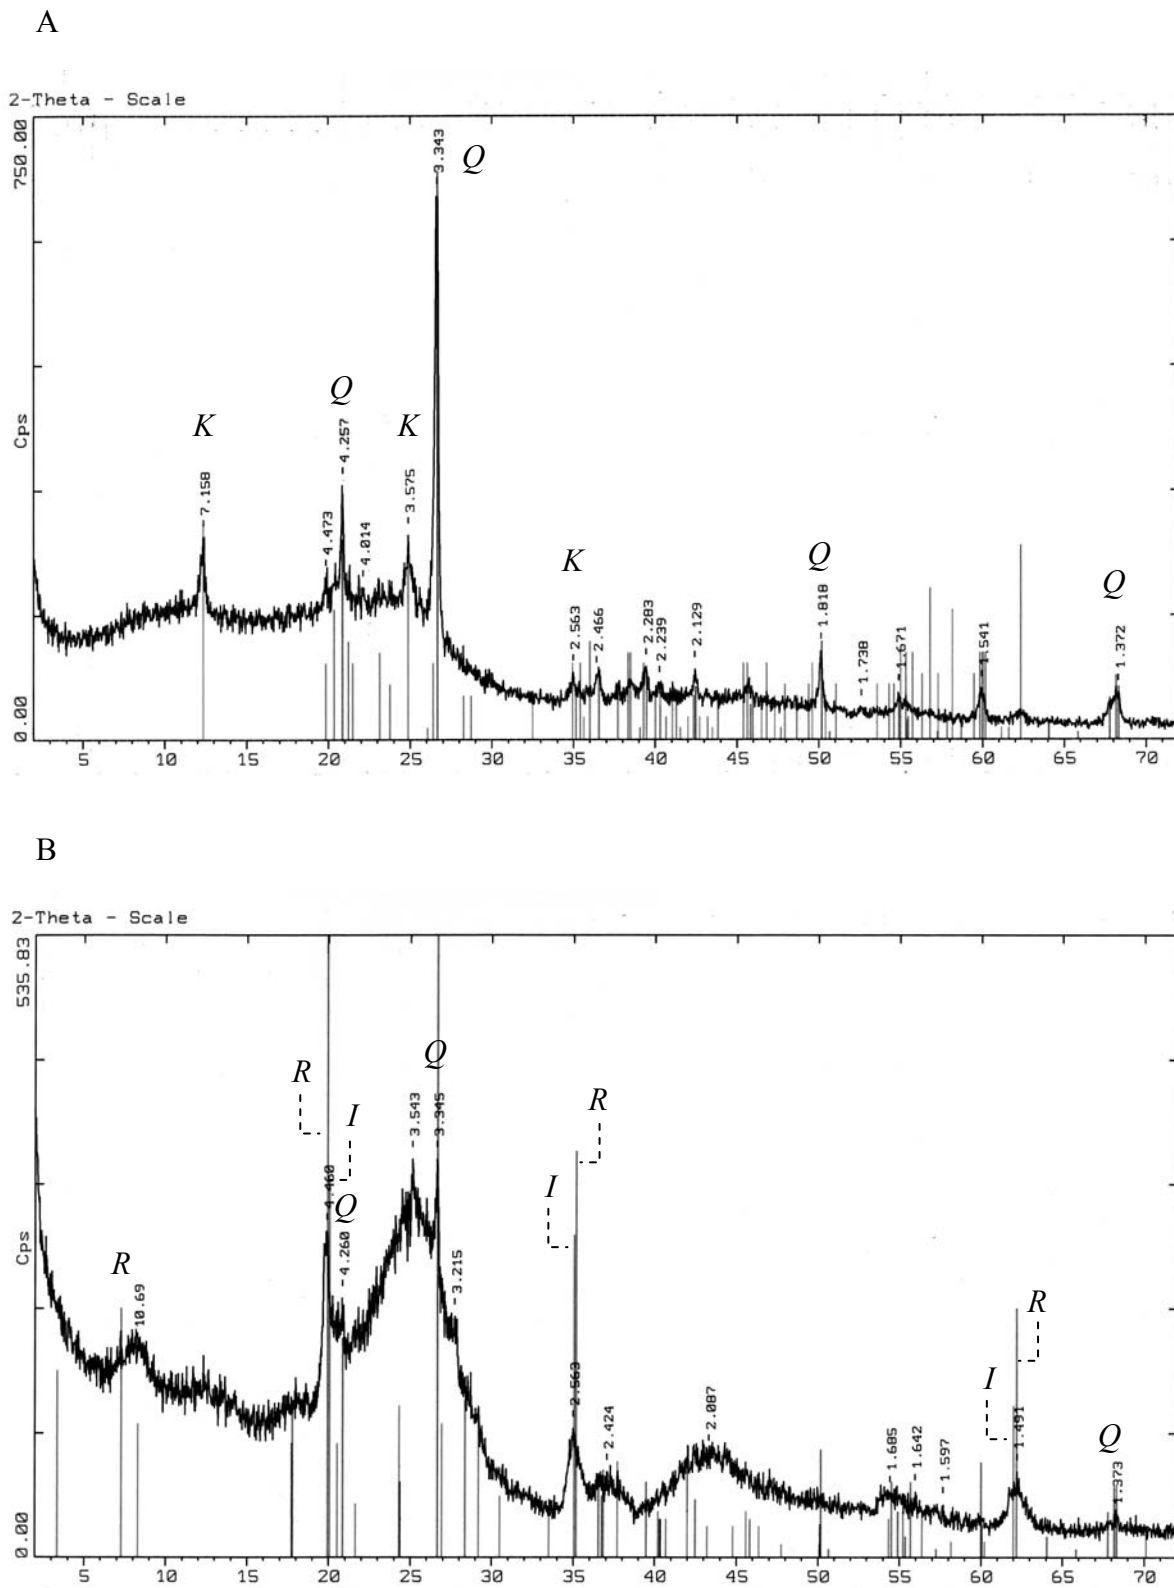 A
2-Theta - Scale
750.00
Cps
0.00
3.343
Q
Q
K
K
4.257
7.158
3.575
4.473
4.014
K
Q
Q
2.563
2.466
2.283
2.239
2.129
1.818
1.738
1.671
1.541
1.372
5 10 15 20 25 30 35 40 45 50 55 60 65 70
B
2-Theta - Scale
535.83
Cps
0.00
R
Q
I
R
3.543
3.345
4.460
I
Q
R
4.260
3.215
10.69
R
I
2.563
2.424
2.087
1.685
1.642
1.597
1.491
Q
1.373
5 10 15 20 25 30 35 40 45 50 55 60 65 70